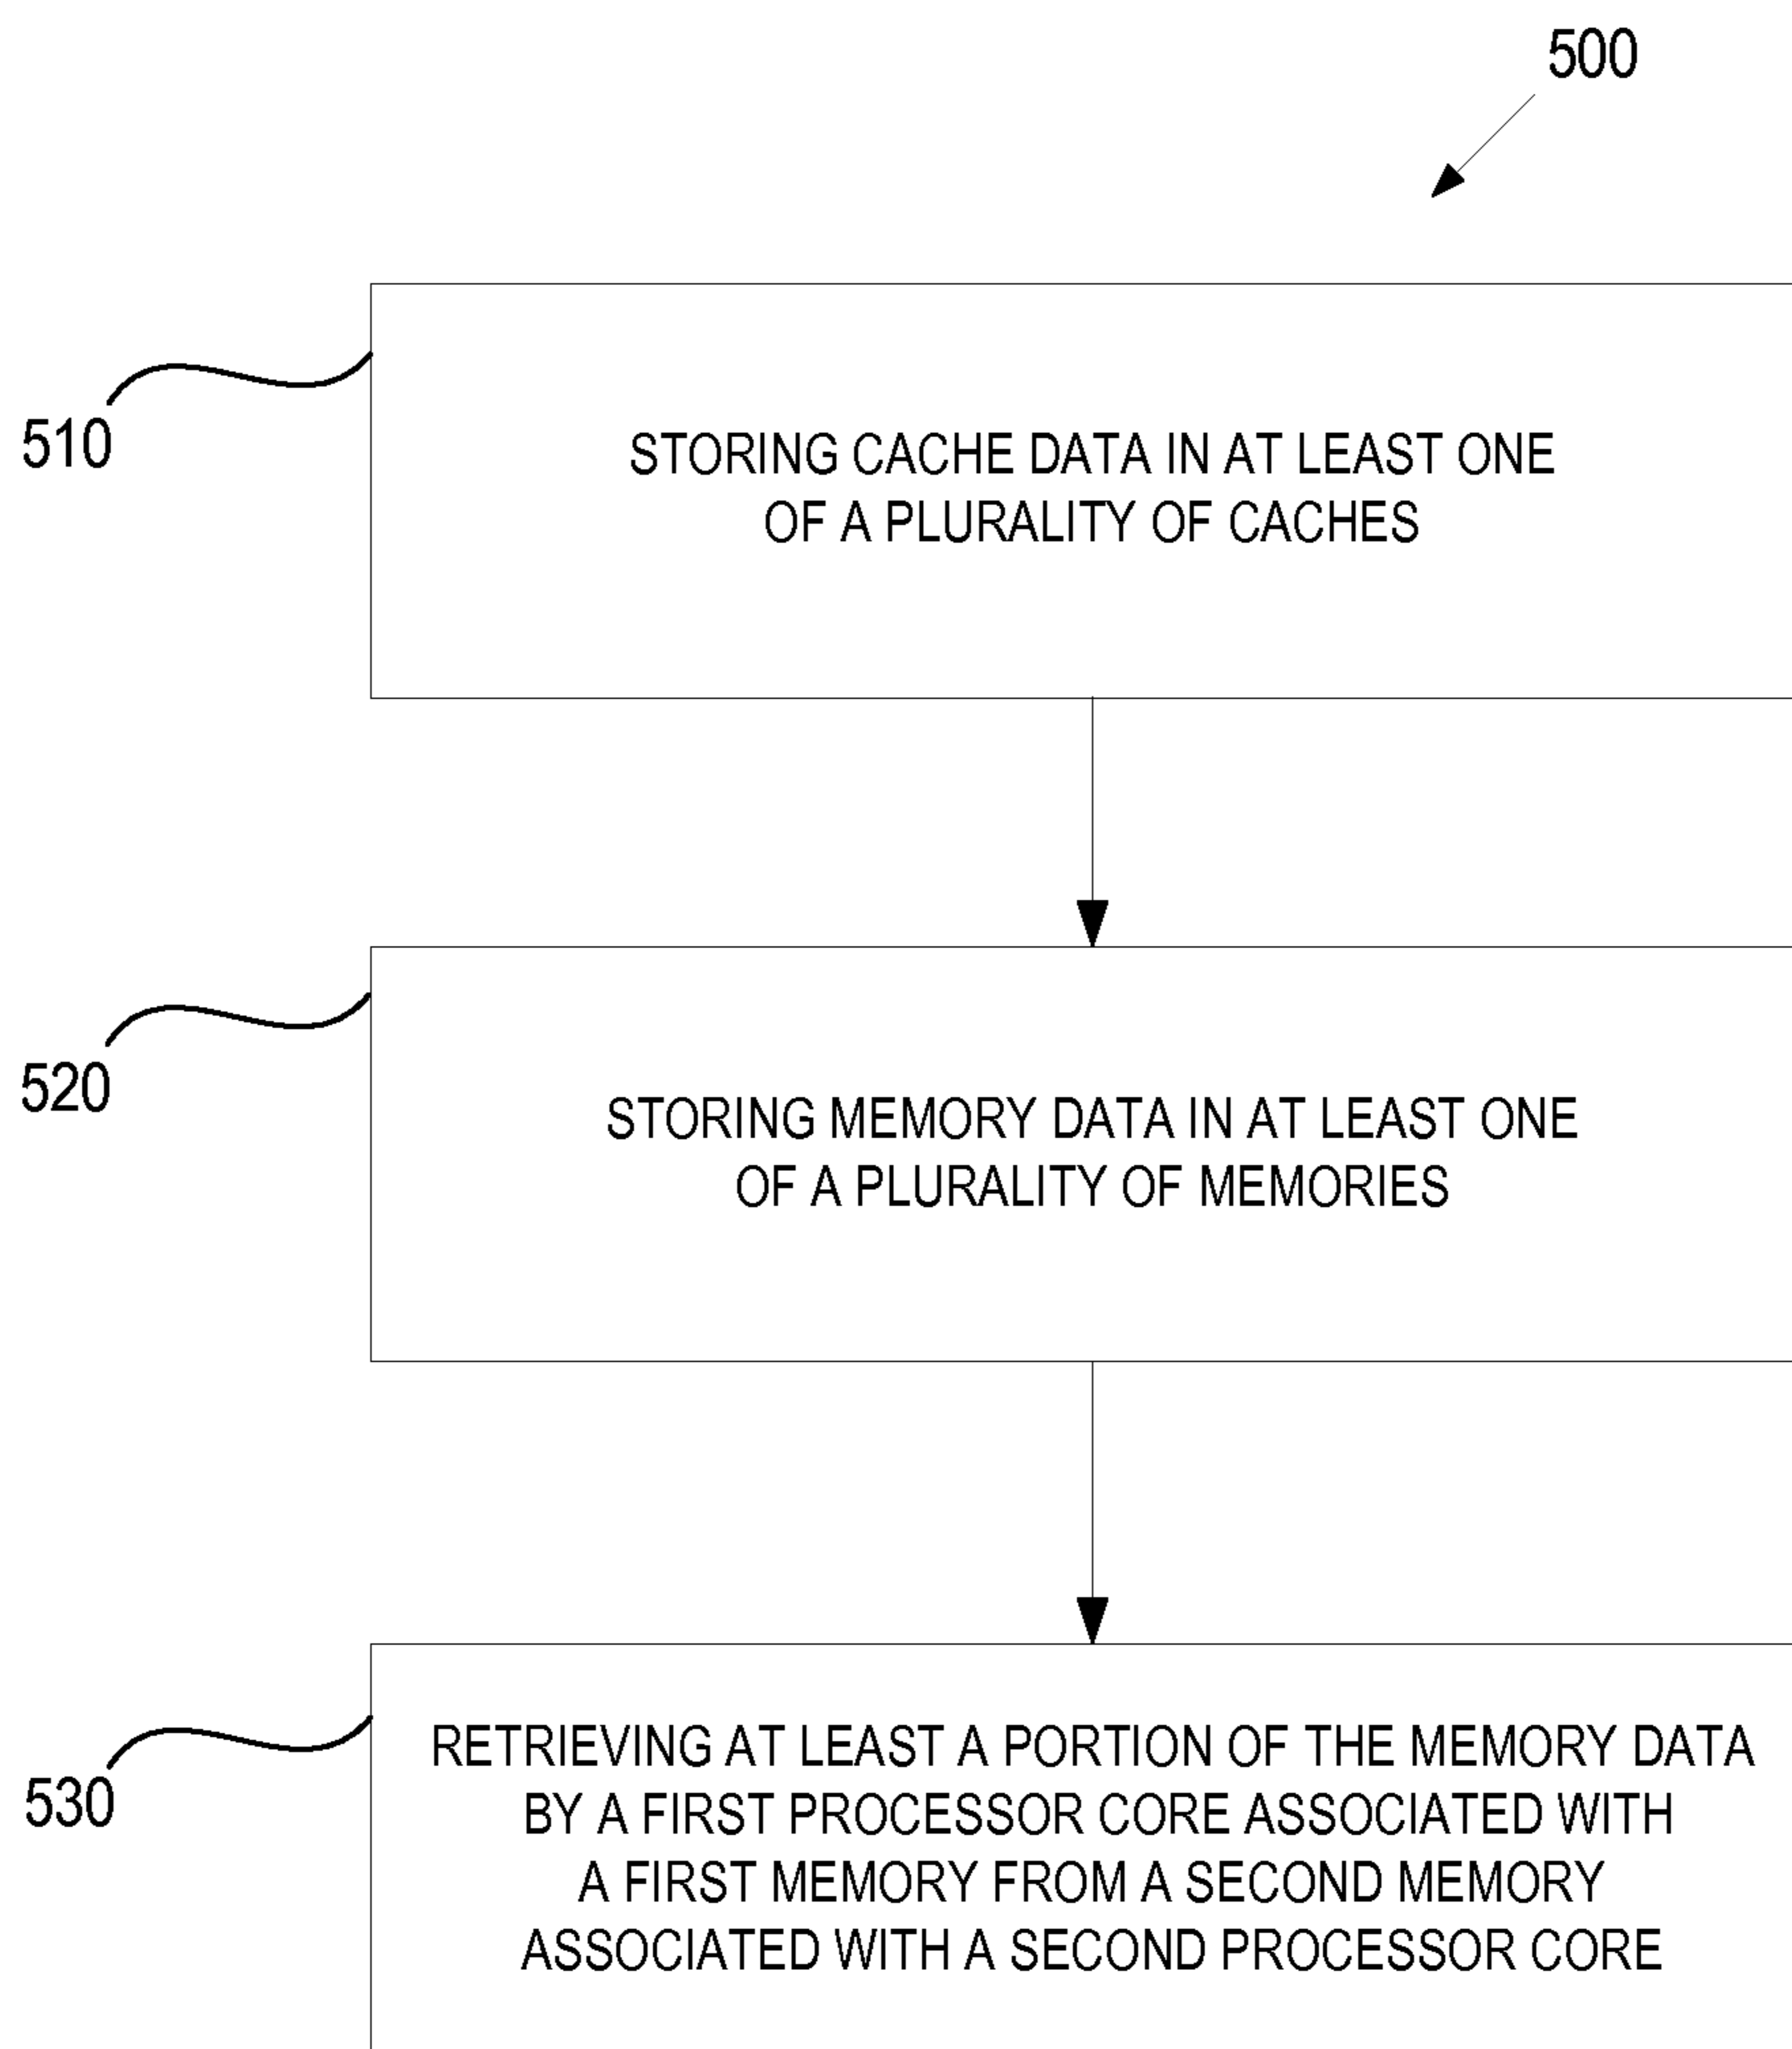 500
510
STORING CACHE DATA IN AT LEAST ONE
OF A PLURALITY OF CACHES
520
STORING MEMORY DATA IN AT LEAST ONE
OF A PLURALITY OF MEMORIES
530
RETRIEVING AT LEAST A PORTION OF THE MEMORY DATA
BY A FIRST PROCESSOR CORE ASSOCIATED WITH
A FIRST MEMORY FROM A SECOND MEMORY
ASSOCIATED WITH A SECOND PROCESSOR CORE